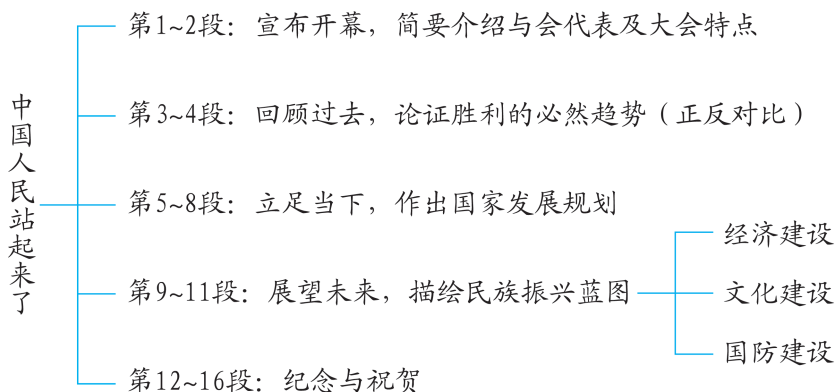 中国人民站起来了
第1~2段：宣布开幕，简要介绍与会代表及大会特点
第3~4段：回顾过去，论证胜利的必然趋势（正反对比）
第5~8段：立足当下，作出国家发展规划
第9~11段：展望未来，描绘民族振兴蓝图
经济建设
文化建设
国防建设
第12~16段：纪念与祝贺